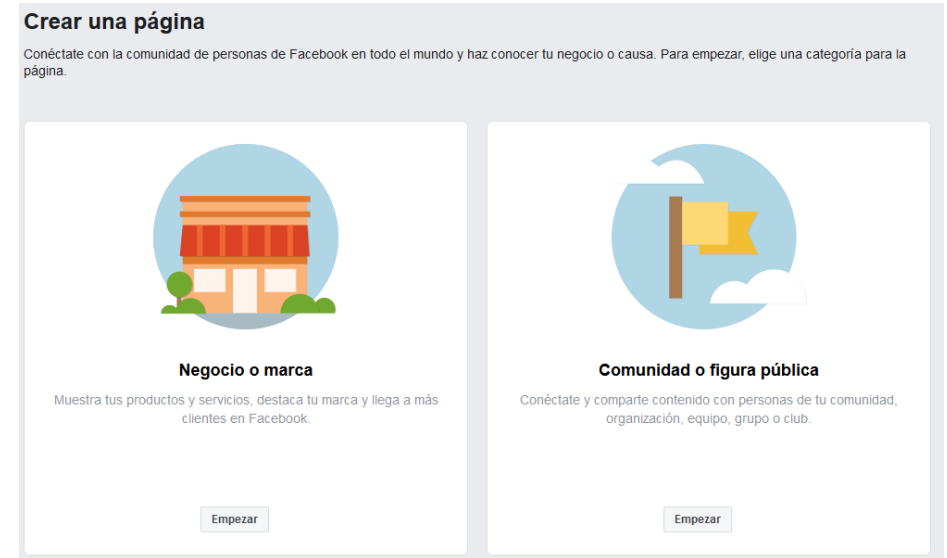 Crear una página
Conéctate con la comunidad de personas de Facebook en todo el mundo y haz conocer tu negocio o causa. Para empezar, elige una categoría para la
página.
Negocio o marca
Muestra tus productos y servicios, destaca tu marca y llega a más
clientes en Facebook.
Empezar
Comunidad o figura pública
Conéctate y comparte contenido con personas de tu comunidad,
organización, equipo, grupo o club.
Empezar